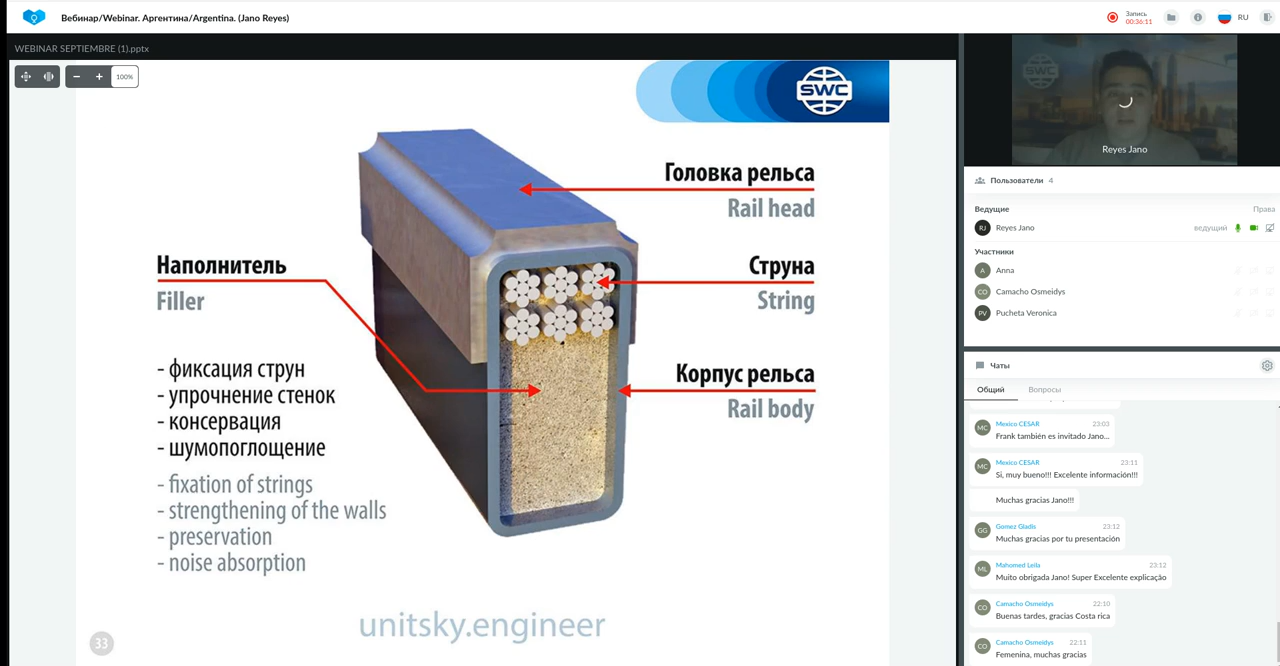 Вебинар/Webinar. Аргентина/Argentina. (Jano Reyes)
Запись
00:36:11
RU
WEBINAR SEPTIEMBRE (1).pptx
100%
SWC
Головка рельса
Rail head
Наполнитель
Filler
Струна
String
Корпус рельса
Rail body
- фиксация струн
- упрочнение стенок
- консервация
- шумопоглощение
- fixation of strings
- strengthening of the walls
- preservation
- noise absorption
unitsky.engineer
33
SWC
Reyes Jano
Пользователи 4
Ведущие Права
RJ Reyes Jano ведущий
Участники
A Anna
CO Camacho Osmeidys
PV Pucheta Veronica
Чаты
Общий Вопросы
MC Mexico CESAR 23:03
Frank también es invitado Jano...
MC Mexico CESAR 23:11
Si, muy bueno!!! Excelente información!!!
Muchas gracias Jano!!!
GG Gomez Gladis 23:12
Muchas gracias por tu presentación
ML Mahomed Leila 23:12
Muito obrigada Jano! Super Excelente explicação
CO Camacho Osmeidys 22:10
Buenas tardes, gracias Costa rica
CO Camacho Osmeidys 22:11
Femenina, muchas gracias